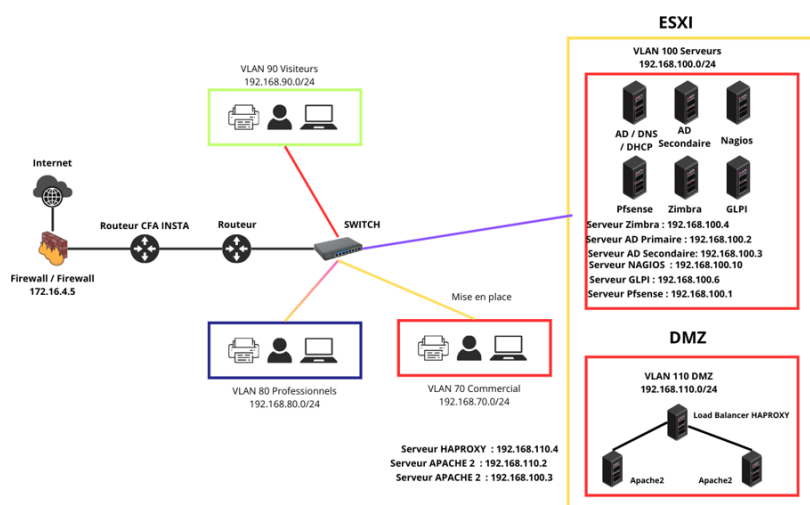 ESXI
VLAN 100 Serveurs
192.168.100.0/24
VLAN 90 Visiteurs
192.168.90.0/24
AD / DNS
/ DHCP
AD
Secondaire
Nagios
Internet
Routeur CFA INSTA
Routeur
SWITCH
Pfsense
Zimbra
GLPI
Serveur Zimbra : 192.168.100.4
Serveur AD Primaire : 192.168.100.2
Serveur AD Secondaire: 192.168.100.3
Serveur NAGIOS : 192.168.100.10
Serveur GLPI : 192.168.100.6
Serveur Pfsense : 192.168.100.1
Firewall / Firewall
172.16.4.5
Mise en place
DMZ
VLAN 110 DMZ
192.168.110.0/24
VLAN 80 Professionnels
192.168.80.0/24
VLAN 70 Commercial
192.168.70.0/24
Load Balancer HAPROXY
Serveur HAPROXY : 192.168.110.4
Serveur APACHE 2 : 192.168.110.2
Serveur APACHE 2 : 192.168.100.3
Apache2
Apache2